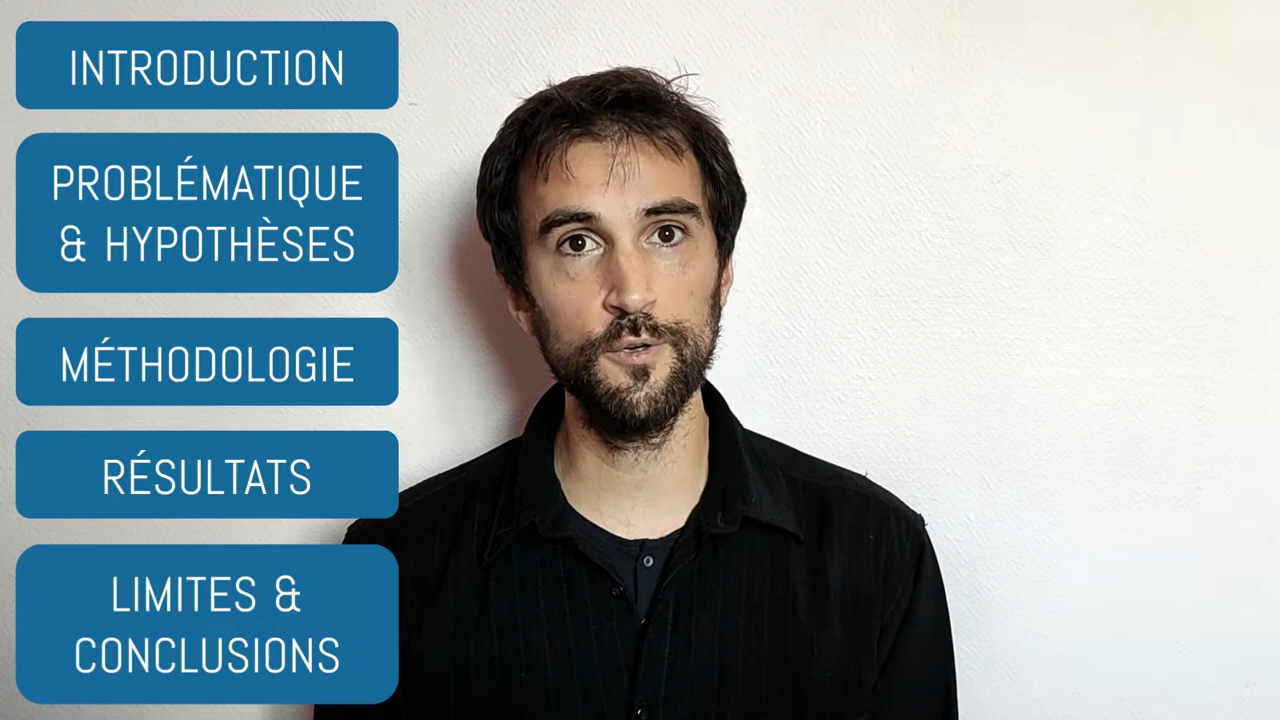 INTRODUCTION
PROBLÉMATIQUE
& HYPOTHÈSES
MÉTHODOLOGIE
RÉSULTATS
LIMITES &
CONCLUSIONS